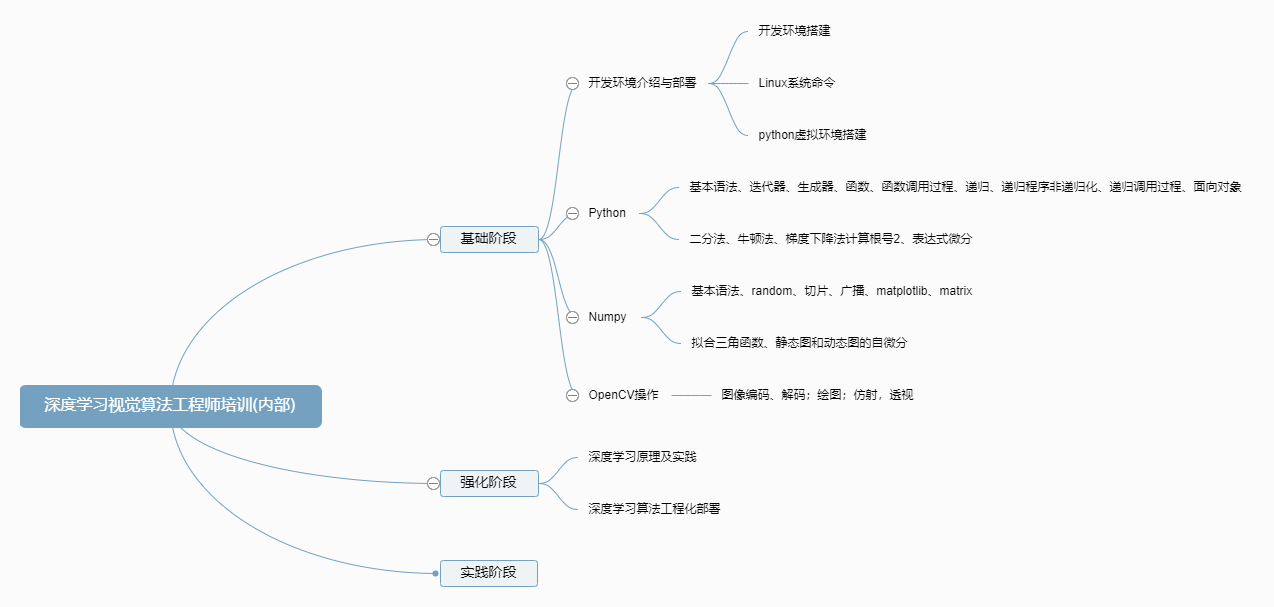 深度学习视觉算法工程师培训(内部)
基础阶段
开发环境介绍与部署
开发环境搭建
Linux系统命令
python虚拟环境搭建
Python
基本语法、迭代器、生成器、函数、函数调用过程、递归、递归程序非递归化、递归调用过程、面向对象
二分法、牛顿法、梯度下降法计算根号2、表达式微分
Numpy
基本语法、random、切片、广播、matplotlib、matrix
拟合三角函数、静态图和动态图的自微分
OpenCV操作
图像编码、解码；绘图；仿射，透视
强化阶段
深度学习原理及实践
深度学习算法工程化部署
实践阶段